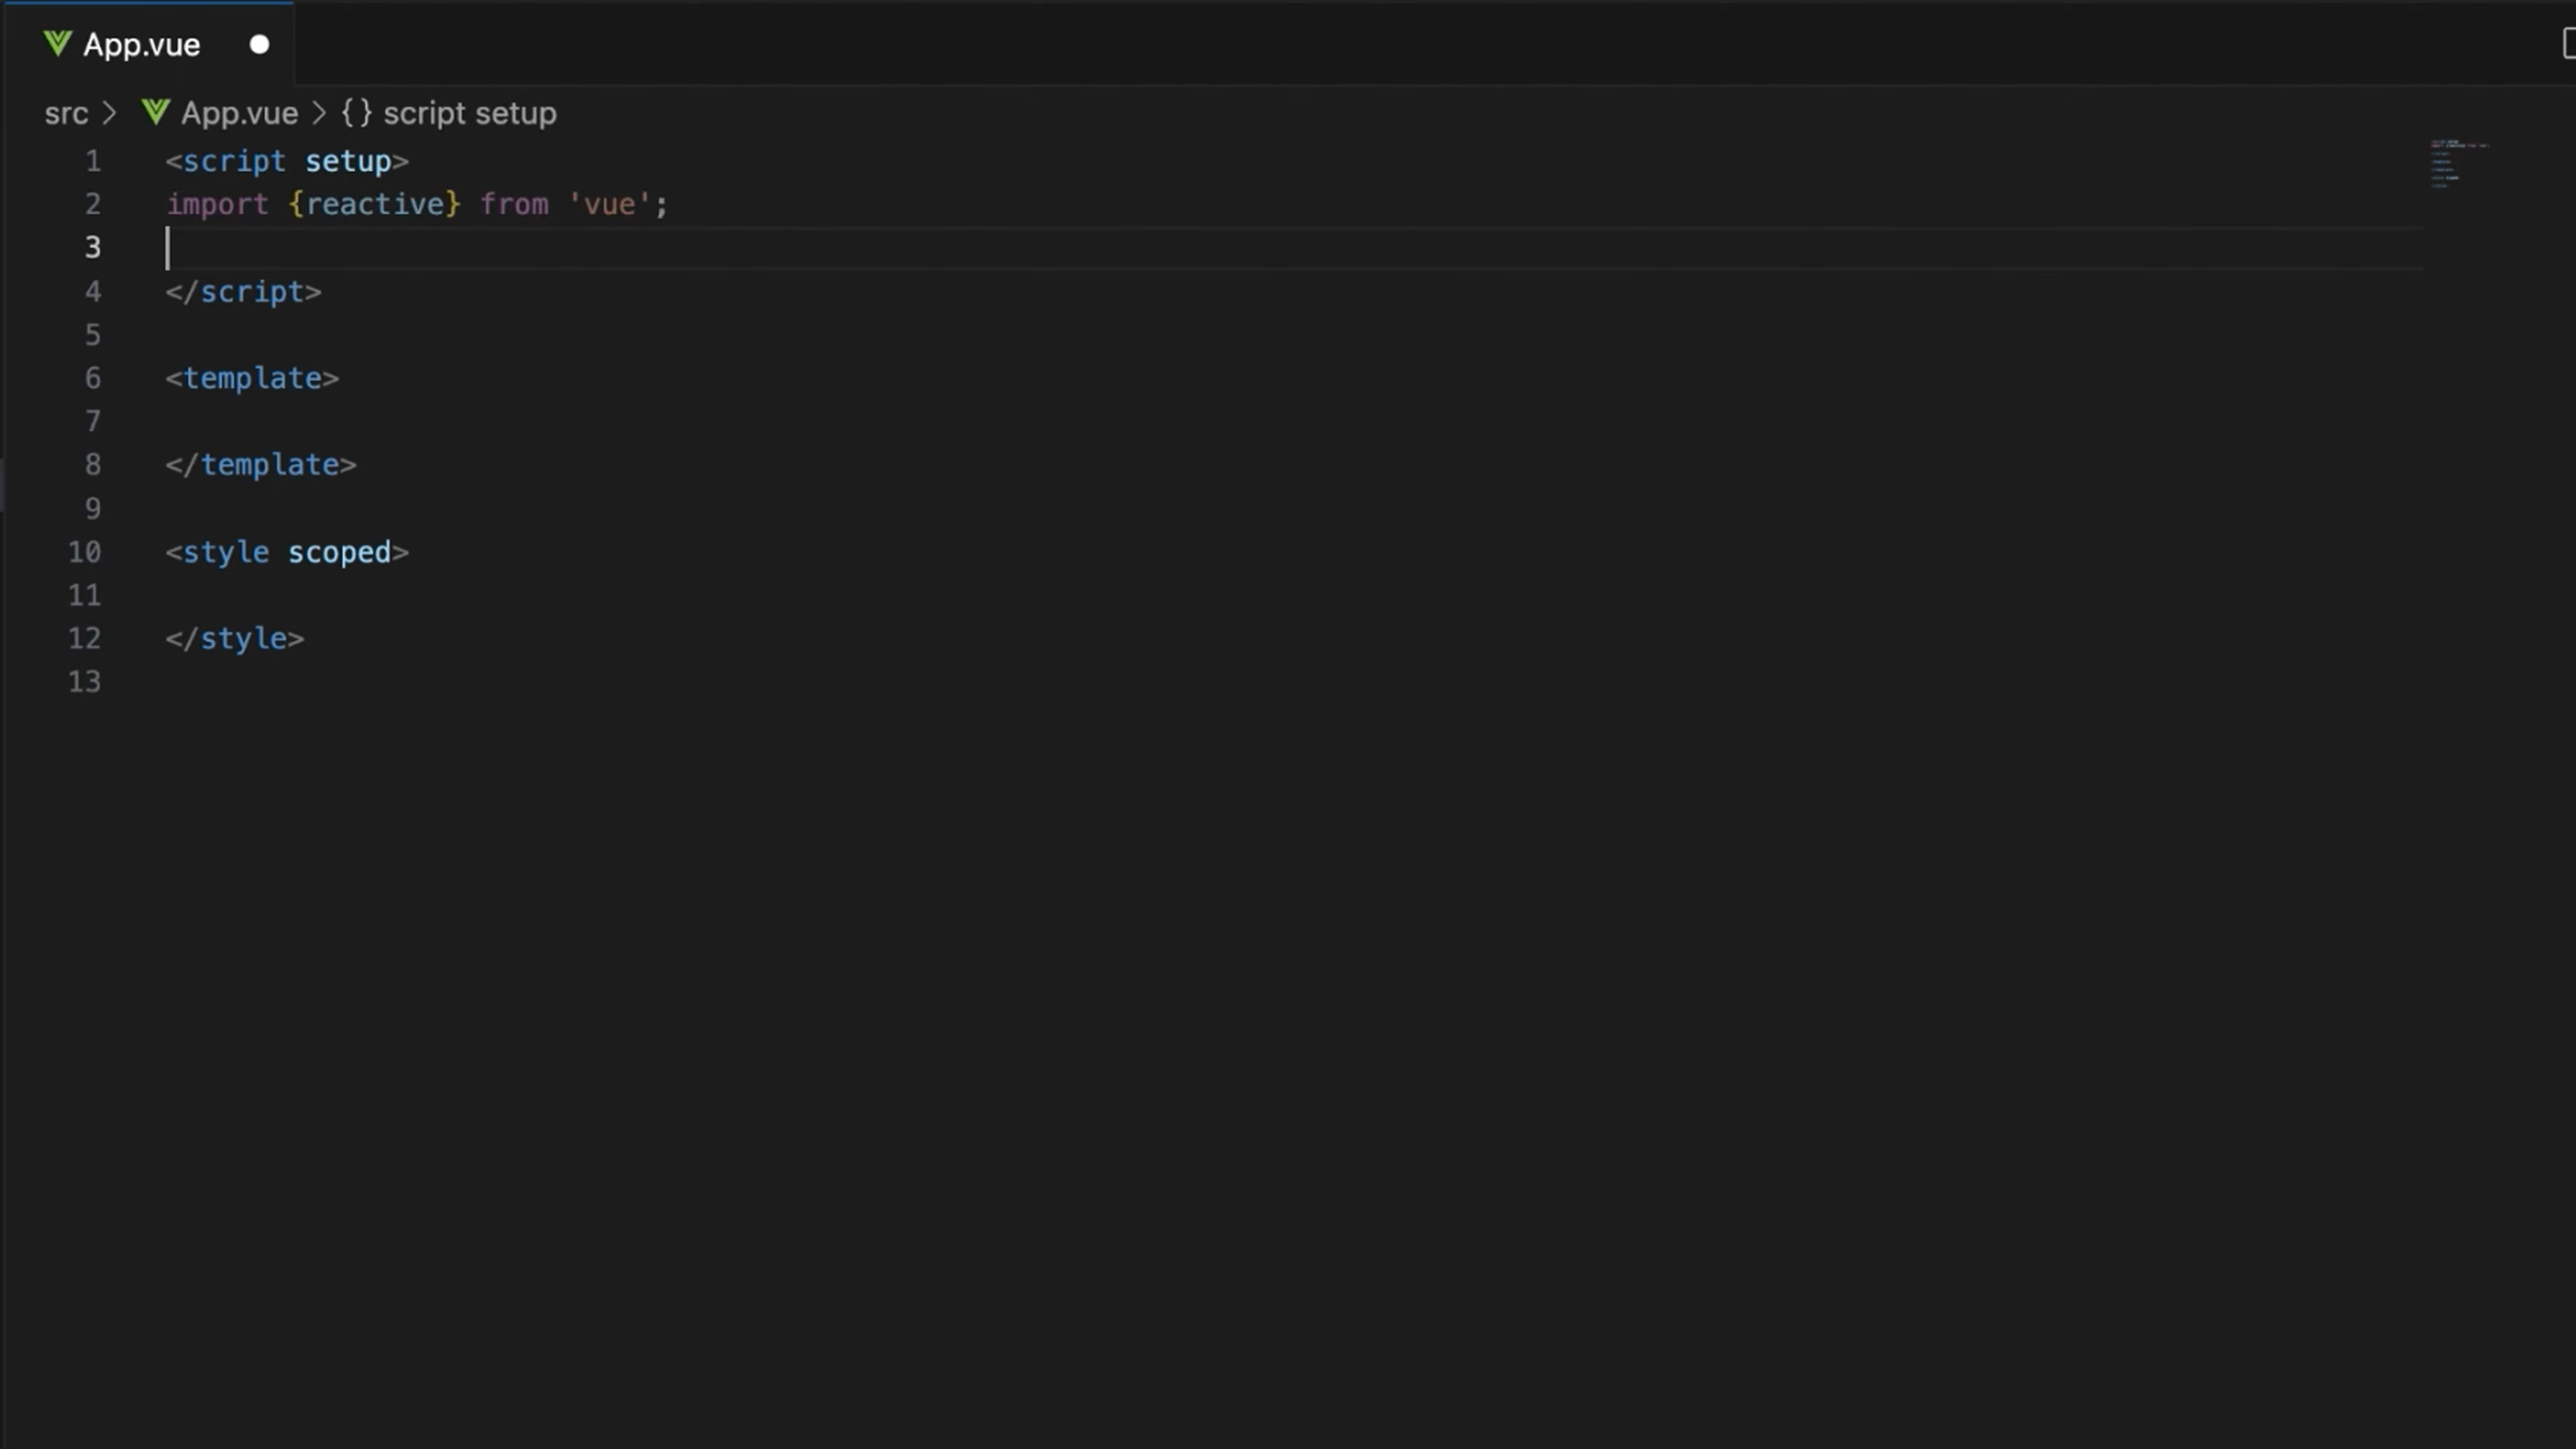 App.vue
src > App.vue > {} script setup
1 <script setup>
2 import {reactive} from 'vue';
3
4 </script>
5
6 <template>
7
8 </template>
9
10 <style scoped>
11
12 </style>
13